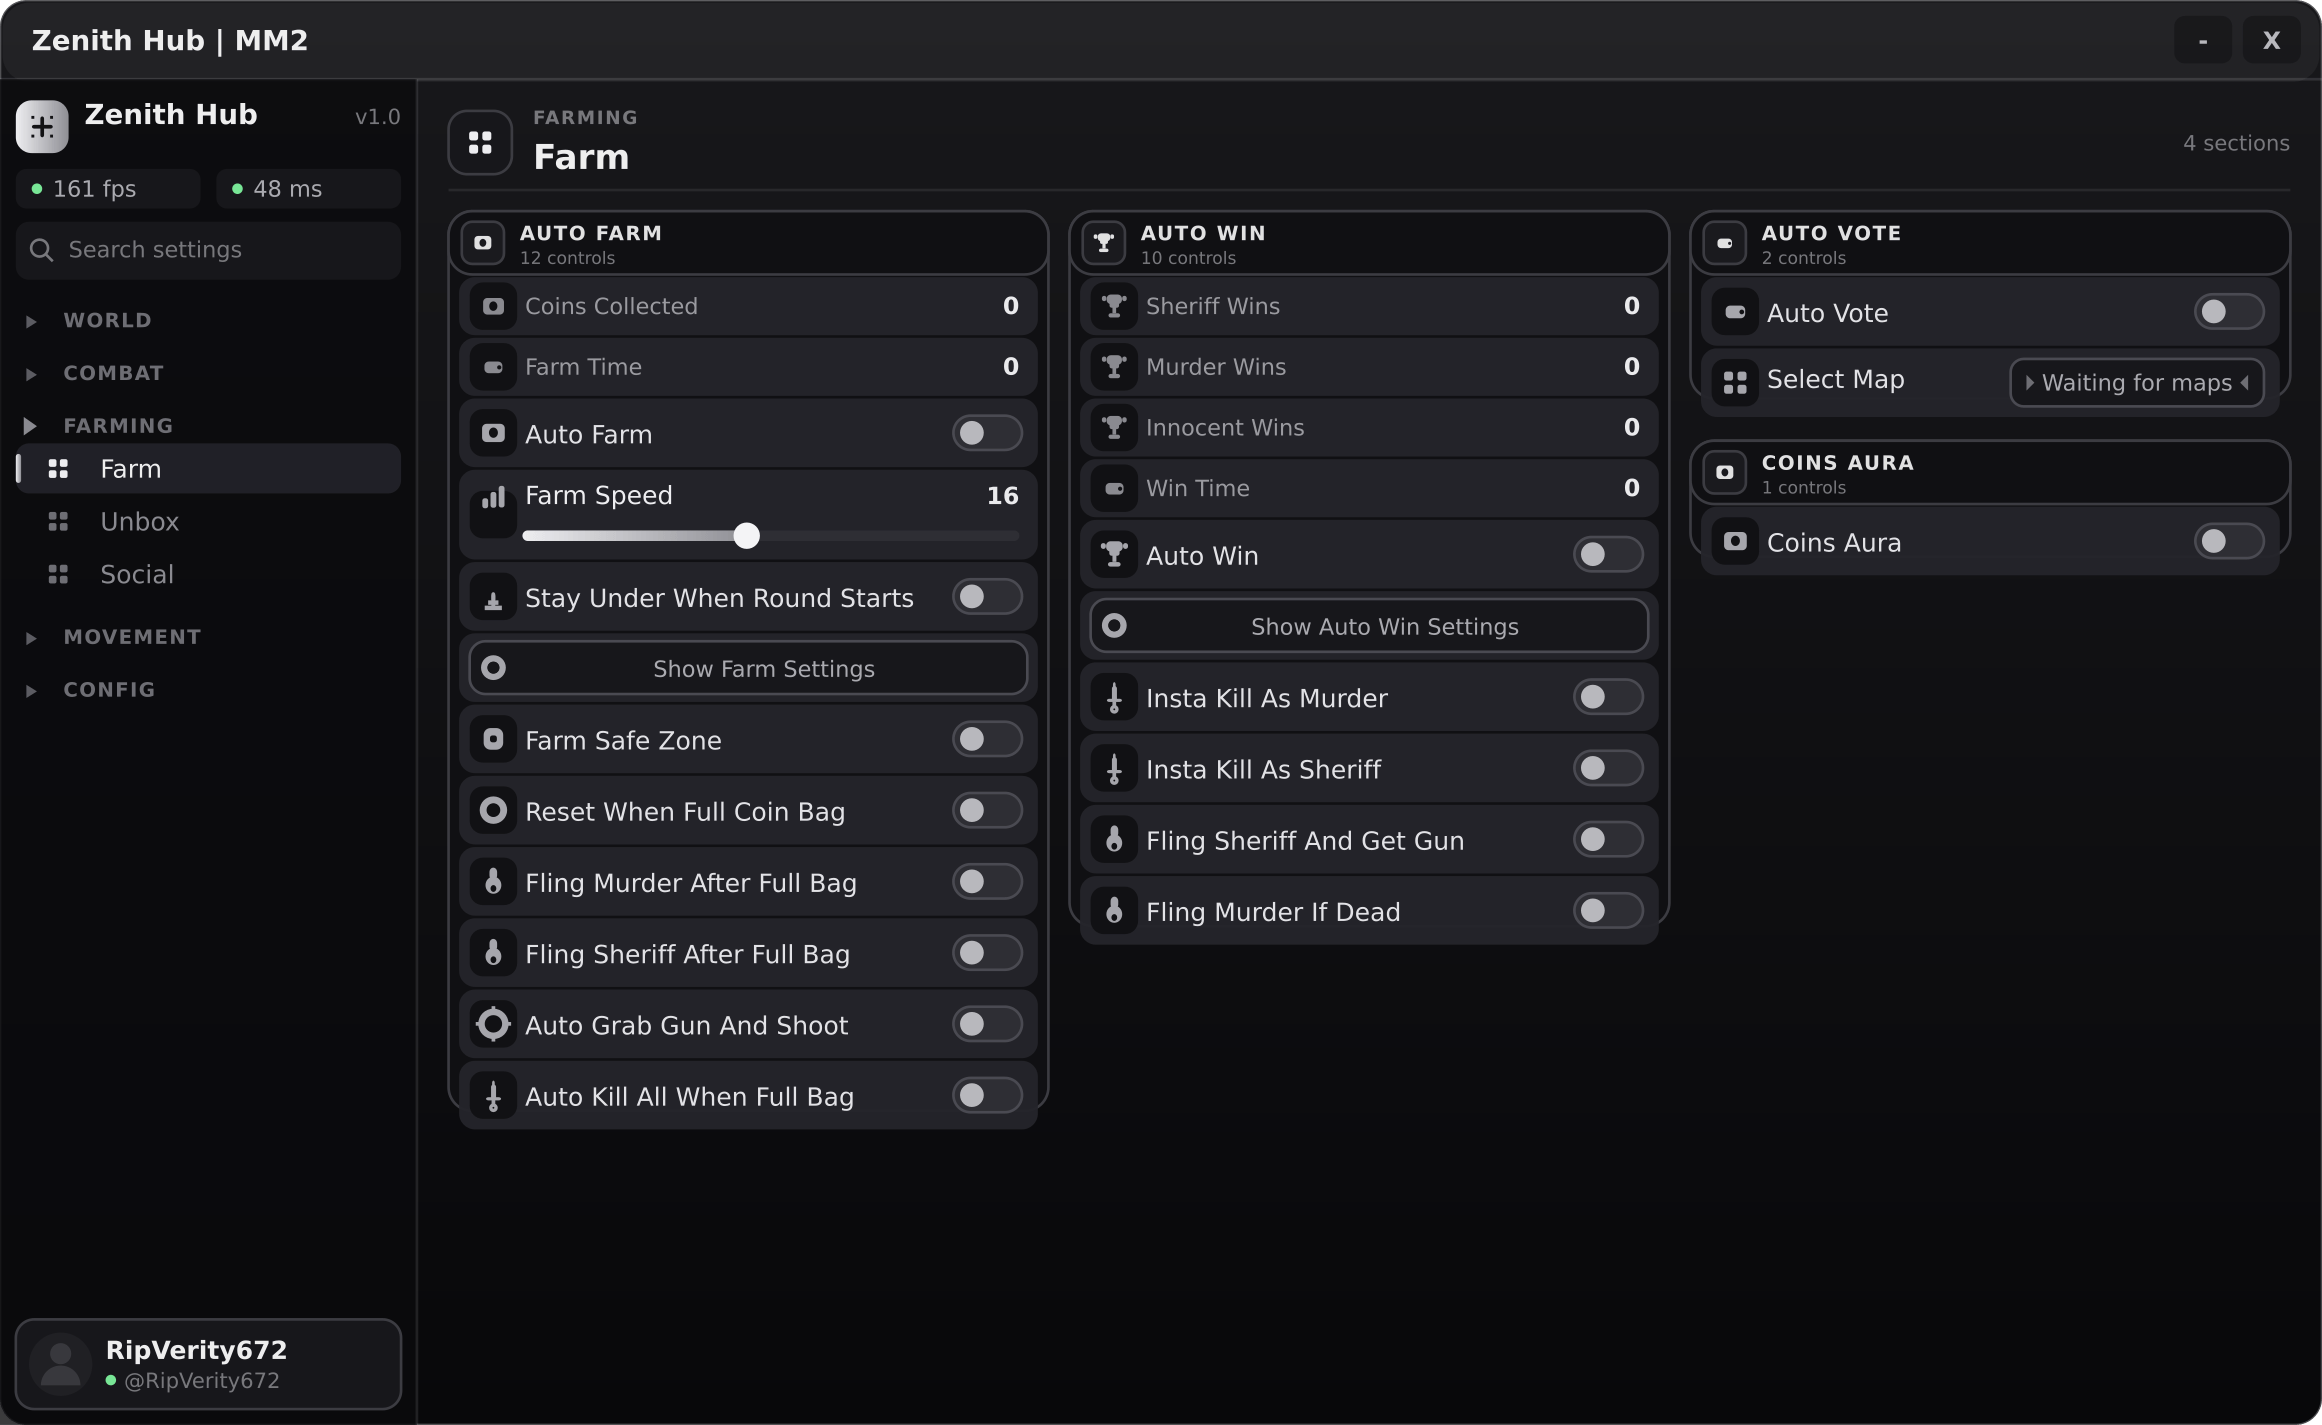 Zenith Hub | MM2
-
X
Zenith Hub
v1.0
161 fps
48 ms
Search settings
WORLD
COMBAT
FARMING
Farm
Unbox
Social
MOVEMENT
CONFIG
RipVerity672
@RipVerity672
FARMING
Farm
4 sections
AUTO FARM
12 controls
Coins Collected 0
Farm Time 0
Auto Farm
Farm Speed 16
Stay Under When Round Starts
Show Farm Settings
Farm Safe Zone
Reset When Full Coin Bag
Fling Murder After Full Bag
Fling Sheriff After Full Bag
Auto Grab Gun And Shoot
Auto Kill All When Full Bag
AUTO WIN
10 controls
Sheriff Wins 0
Murder Wins 0
Innocent Wins 0
Win Time 0
Auto Win
Show Auto Win Settings
Insta Kill As Murder
Insta Kill As Sheriff
Fling Sheriff And Get Gun
Fling Murder If Dead
AUTO VOTE
2 controls
Auto Vote
Select Map
Waiting for maps
COINS AURA
1 controls
Coins Aura